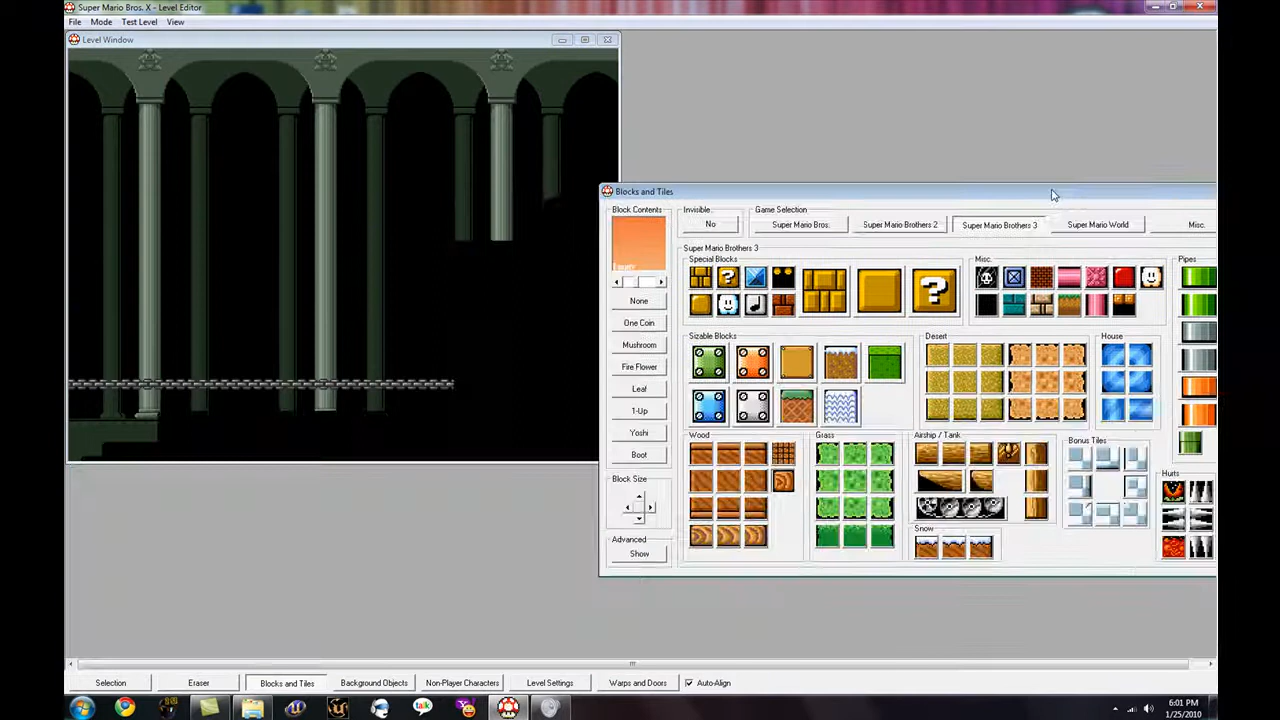 Super Mario Bros. X - Level Editor
File Mode Test Level View
Level Window
Blocks and Tiles
Block Contents
Invisible.
No
Game Selection
Super Mario Bros.
Super Mario Brothers 2
Super Mario Brothers 3
Super Mario World
Misc.
Super Mario Brothers 3
Special Blocks
Misc.
Pipes
None
One Coin
Mushroom
Fire Flower
Leaf
1-Up
Yoshi
Boot
Block Size
Advanced
Show
Sizable Blocks
Desert
House
Wood
Grass
Airship / Tank
Bonus Tiles
Snow
Hurts
Selection
Eraser
Blocks and Tiles
Background Objects
Non-Player Characters
Level Settings
Warps and Doors
Auto-Align
talk
6:01 PM
1/25/2010